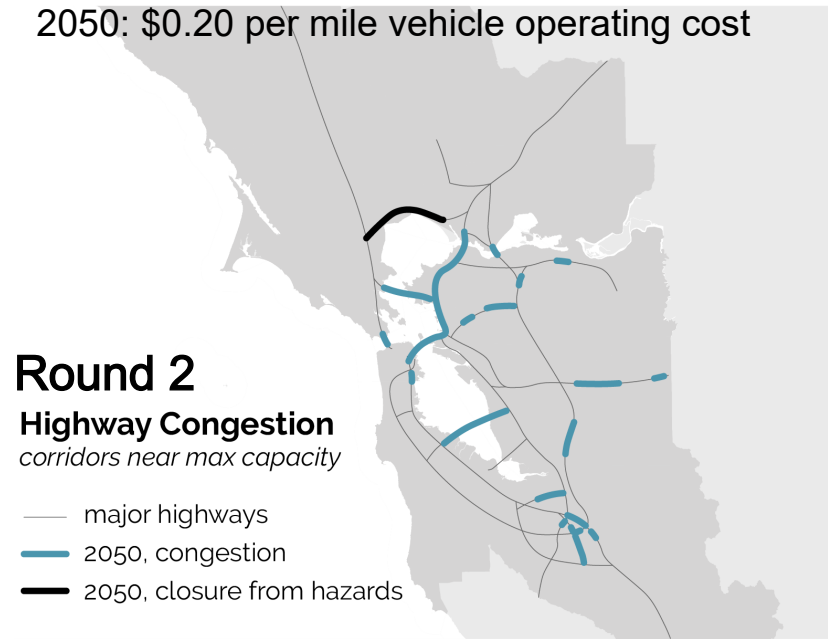 2050: $0.20 per mile vehicle operating cost
Round 2
Highway Congestion
corridors near max capacity
major highways
2050, congestion
2050, closure from hazards